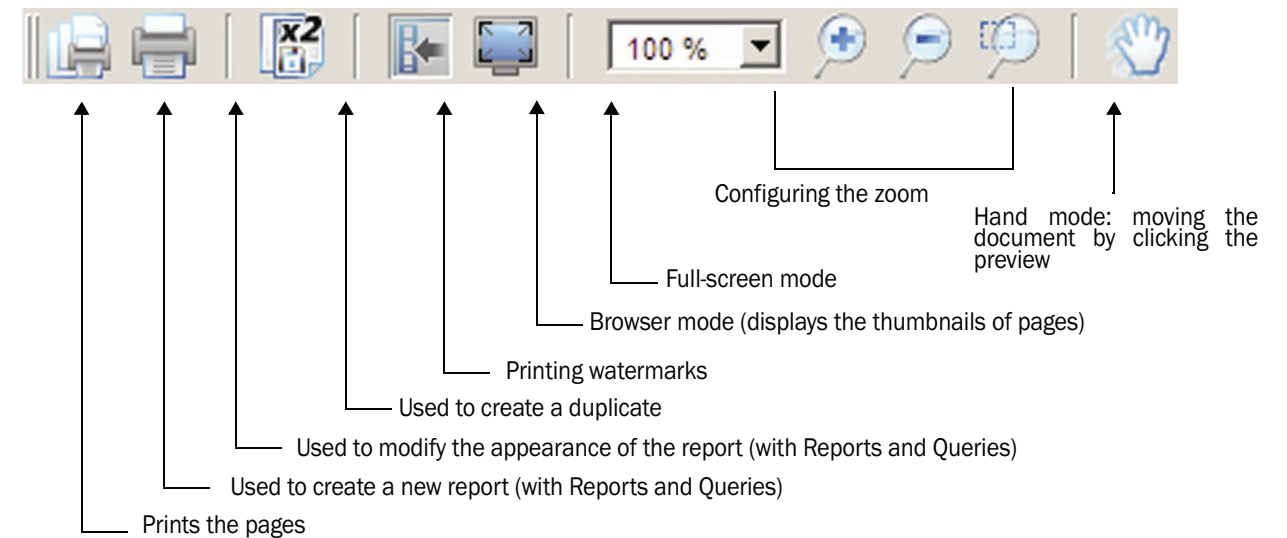 x2
100 %
Configuring the zoom
Hand mode: moving the
document by clicking the
preview
Full-screen mode
Browser mode (displays the thumbnails of pages)
Printing watermarks
Used to create a duplicate
Used to modify the appearance of the report (with Reports and Queries)
Used to create a new report (with Reports and Queries)
Prints the pages